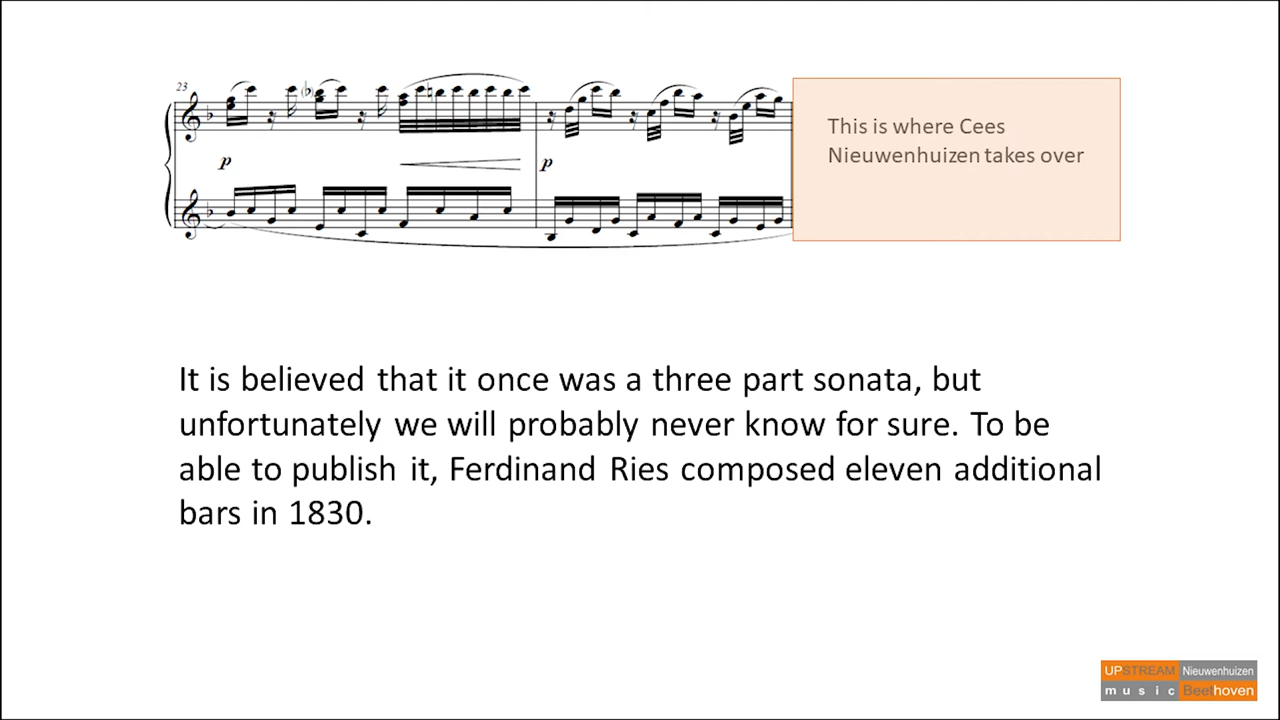 23
This is where Cees
Nieuwenhuizen takes over
p
p
It is believed that it once was a three part sonata, but
unfortunately we will probably never know for sure. To be
able to publish it, Ferdinand Ries composed eleven additional
bars in 1830.
UPSTREAM Nieuwenhuizen
music Beethoven